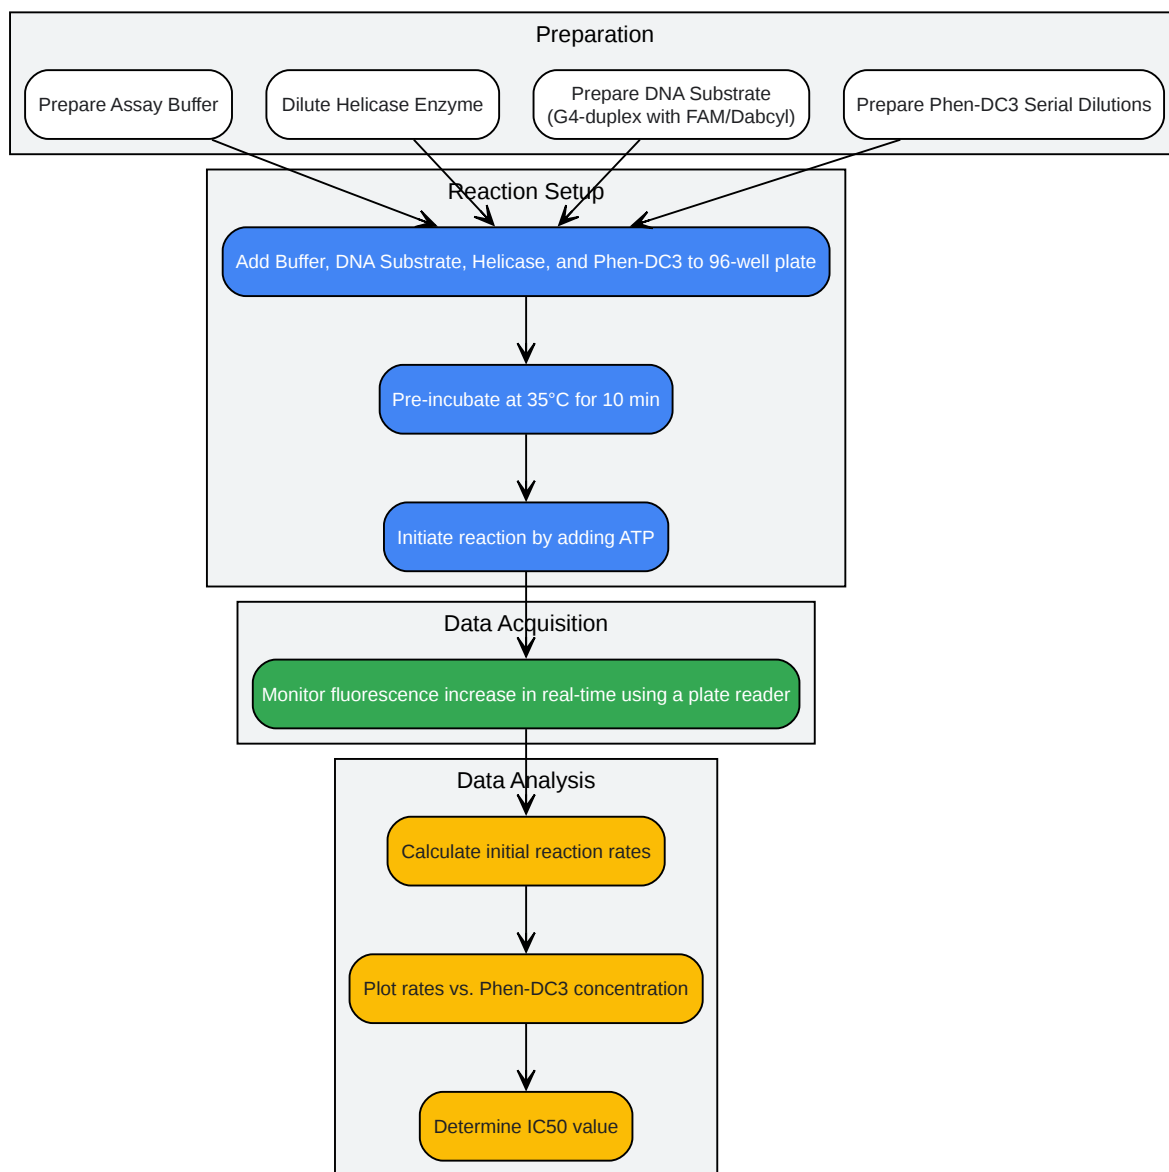 Preparation
Prepare Assay Buffer
Dilute Helicase Enzyme
Prepare DNA Substrate
(G4-duplex with FAM/Dabcyl)
Prepare Phen-DC3 Serial Dilutions
Reaction Setup
Add Buffer, DNA Substrate, Helicase, and Phen-DC3 to 96-well plate
Pre-incubate at 35°C for 10 min
Initiate reaction by adding ATP
Data Acquisition
Monitor fluorescence increase in real-time using a plate reader
Data Analysis
Calculate initial reaction rates
Plot rates vs. Phen-DC3 concentration
Determine IC50 value